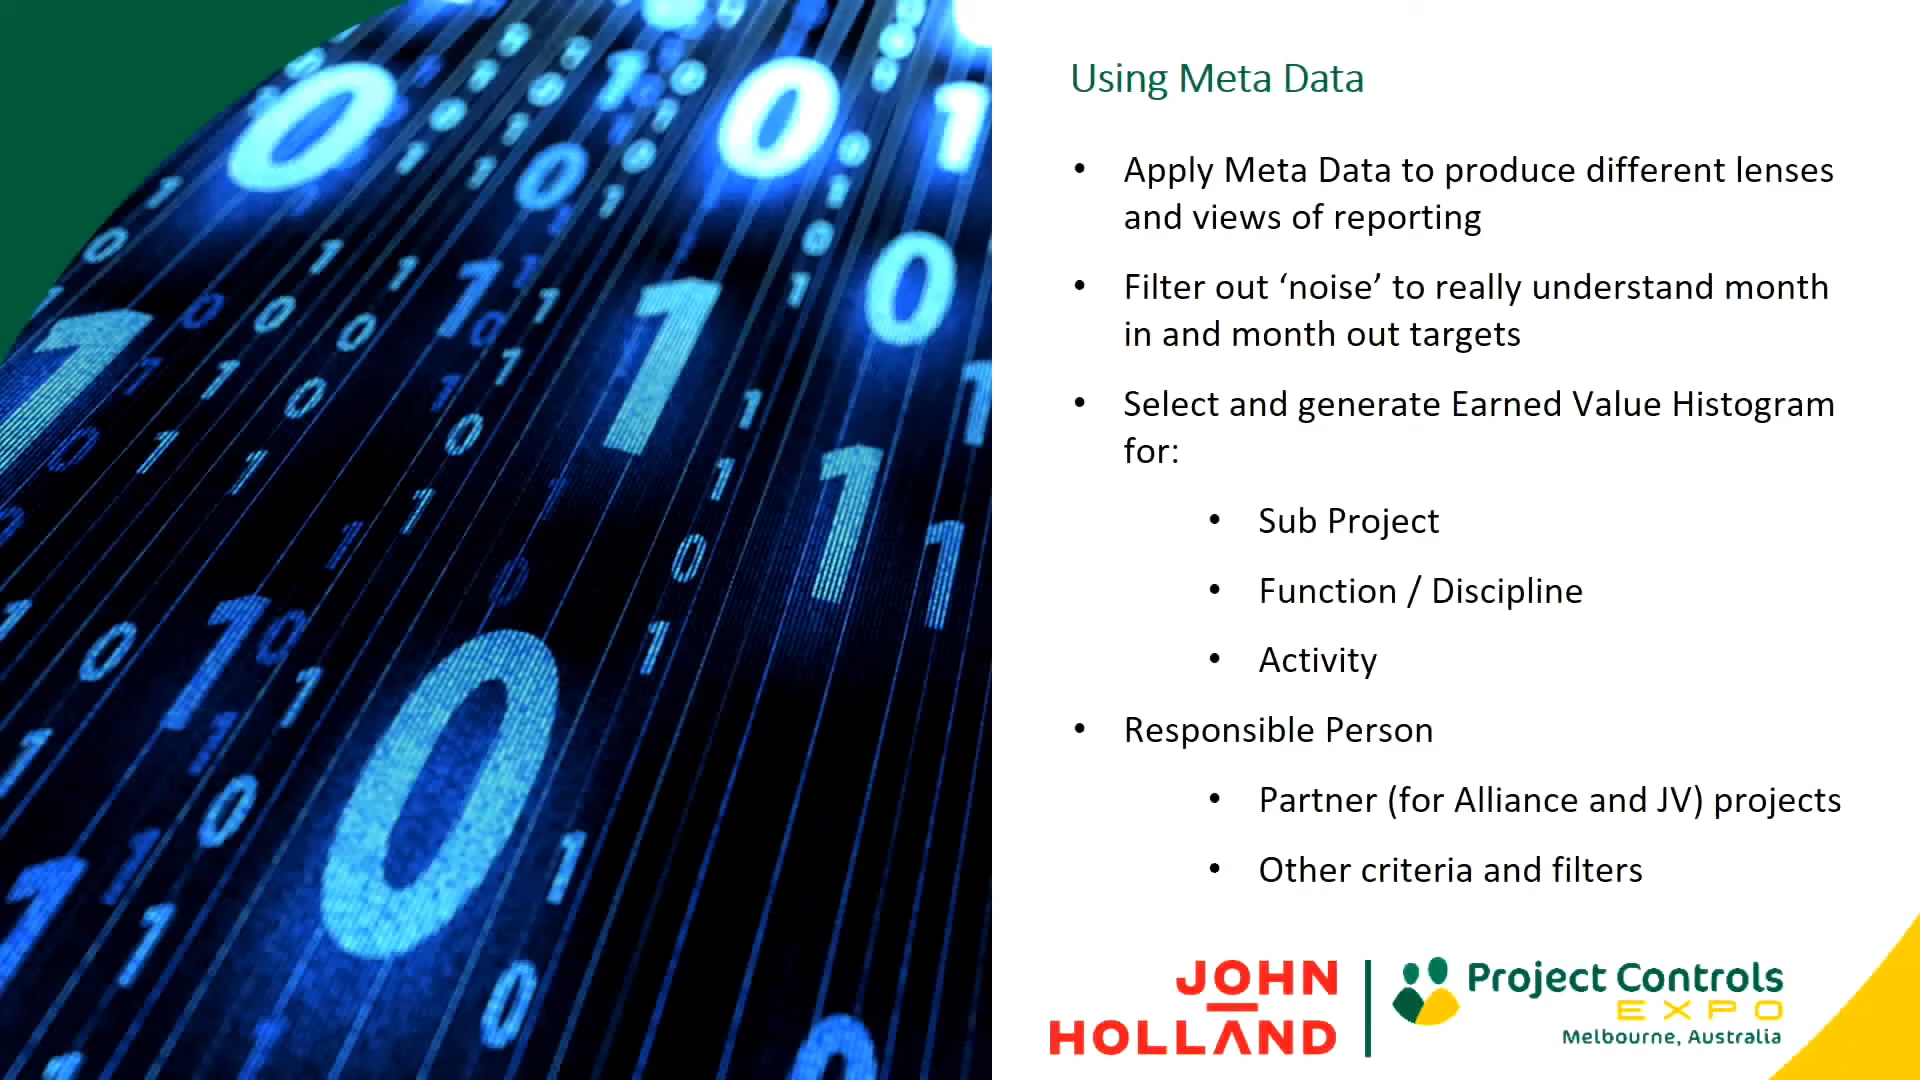 Using Meta Data
• Apply Meta Data to produce different lenses
and views of reporting
• Filter out ‘noise’ to really understand month
in and month out targets
• Select and generate Earned Value Histogram
for:
• Sub Project
• Function / Discipline
• Activity
• Responsible Person
• Partner (for Alliance and JV) projects
• Other criteria and filters
JOHN
HOLLAND
Project Controls
EXPO
Melbourne, Australia